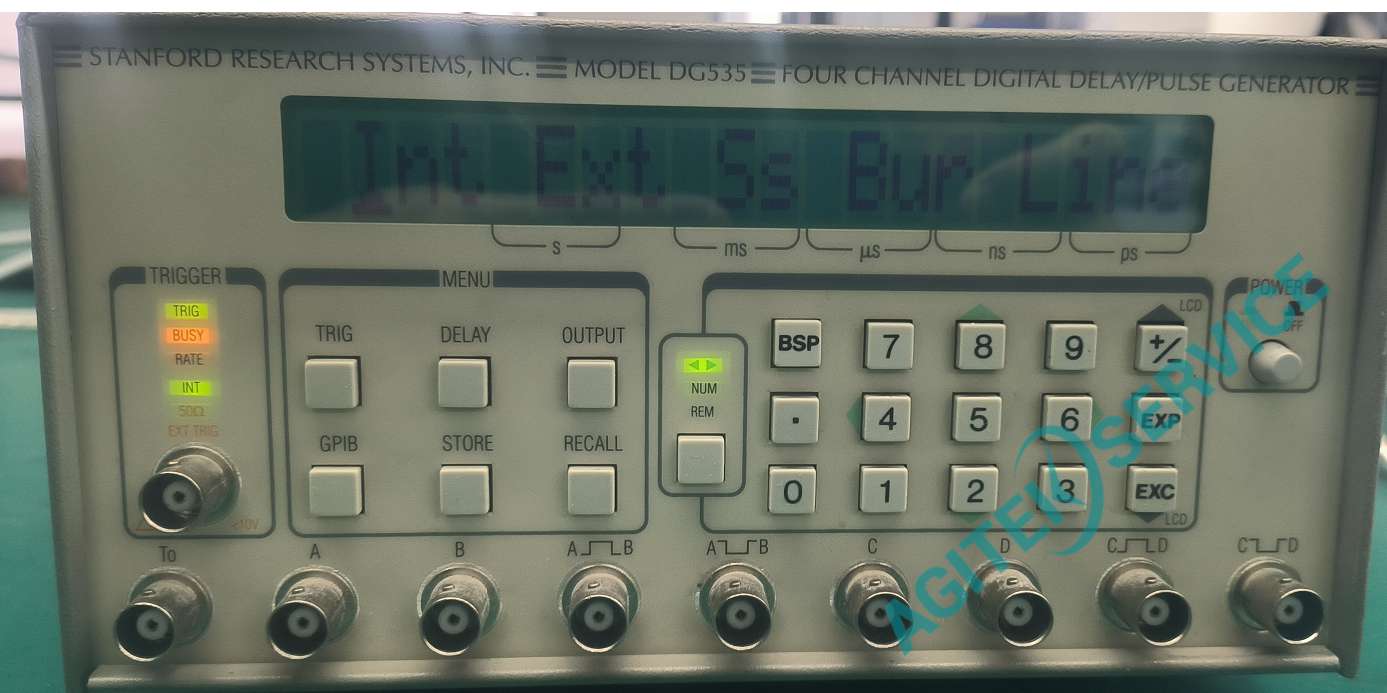 STANFORD RESEARCH SYSTEMS, INC. MODEL DG535 FOUR CHANNEL DIGITAL DELAY/PULSE GENERATOR
Int Ext Ss Bur Line
s ms µs ns ps
TRIGGER
TRIG
BUSY
RATE
INT
50Ω
EXT TRIG
<10V
MENU
TRIG DELAY OUTPUT
GPIB STORE RECALL
NUM
REM
BSP 7 8 9 +/-
LCD
. 4 5 6 EXP
0 1 2 3 EXC
LCD
POWER
OFF
To A B A B A B C D C D C D
AGITEK SERVICE